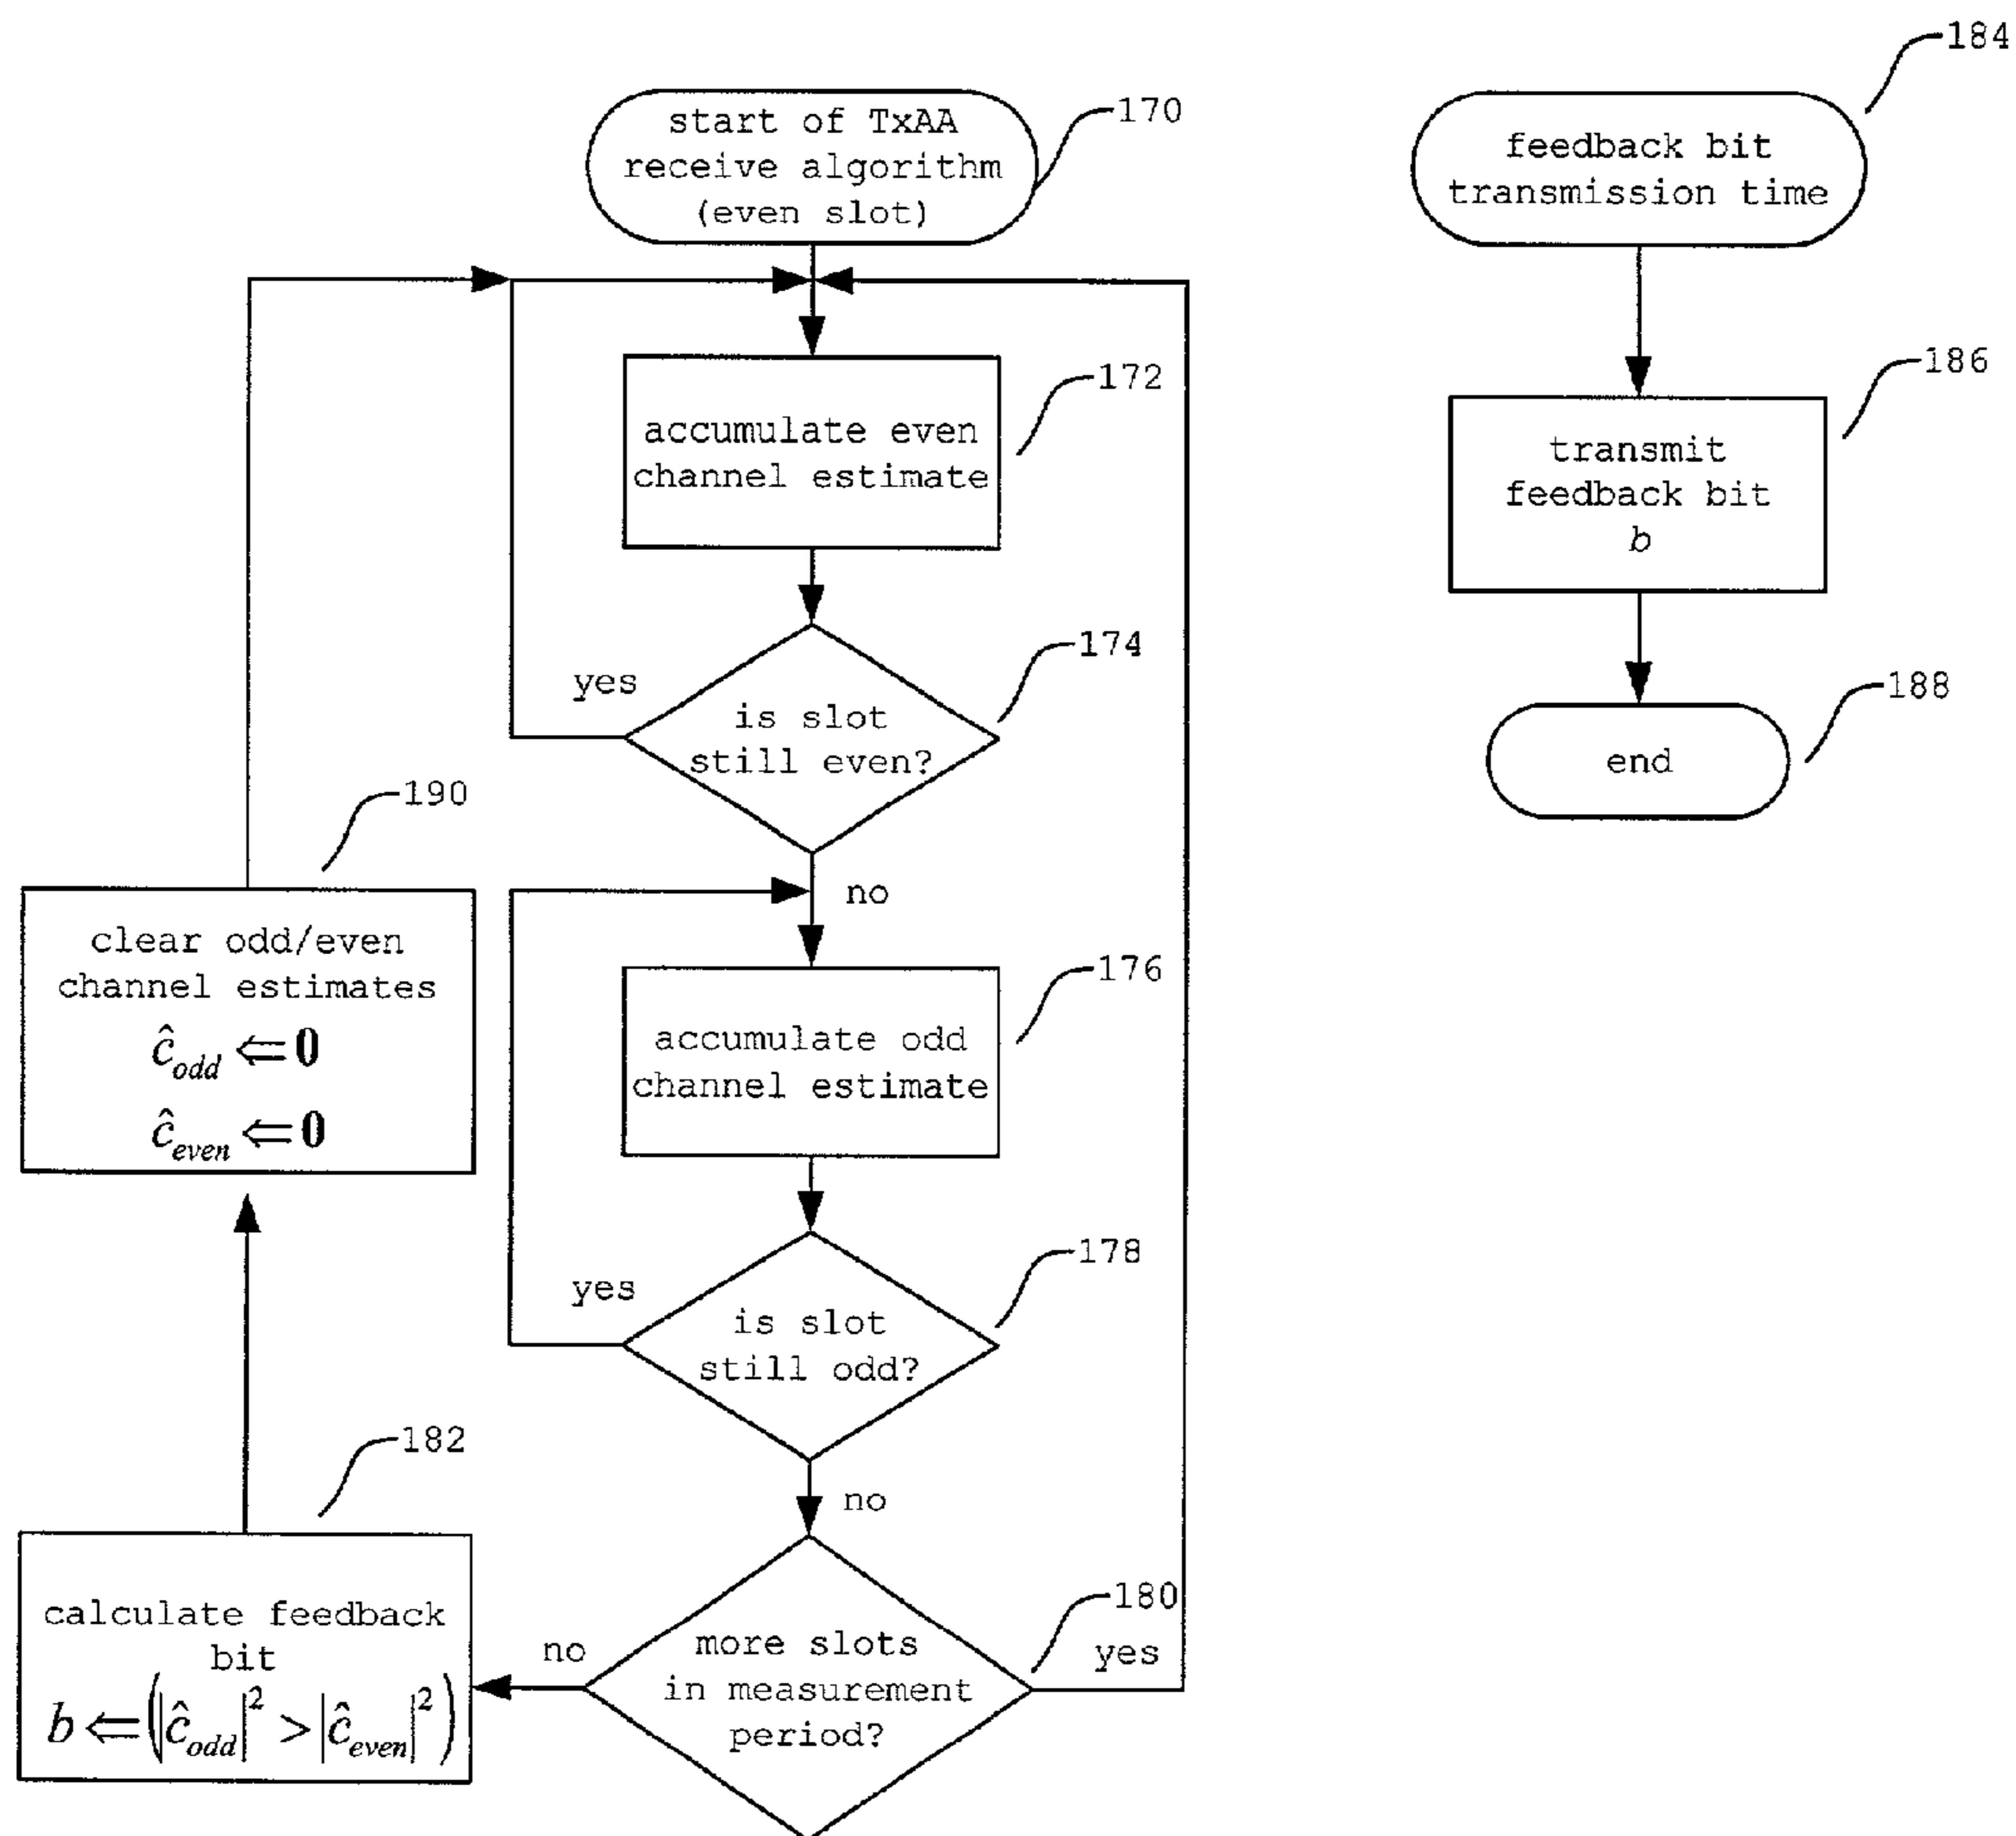 start of TxAA
receive algorithm
(even slot)
170
accumulate even
channel estimate
172
is slot
still even?
174
yes
no
accumulate odd
channel estimate
176
is slot
still odd?
178
yes
no
more slots
in measurement
period?
180
yes
no
calculate feedback
bit
b ⇐ (|ĉ_odd|² > |ĉ_even|²)
182
clear odd/even
channel estimates
ĉ_odd ⇐ 0
ĉ_even ⇐ 0
190
feedback bit
transmission time
184
transmit
feedback bit
b
186
end
188